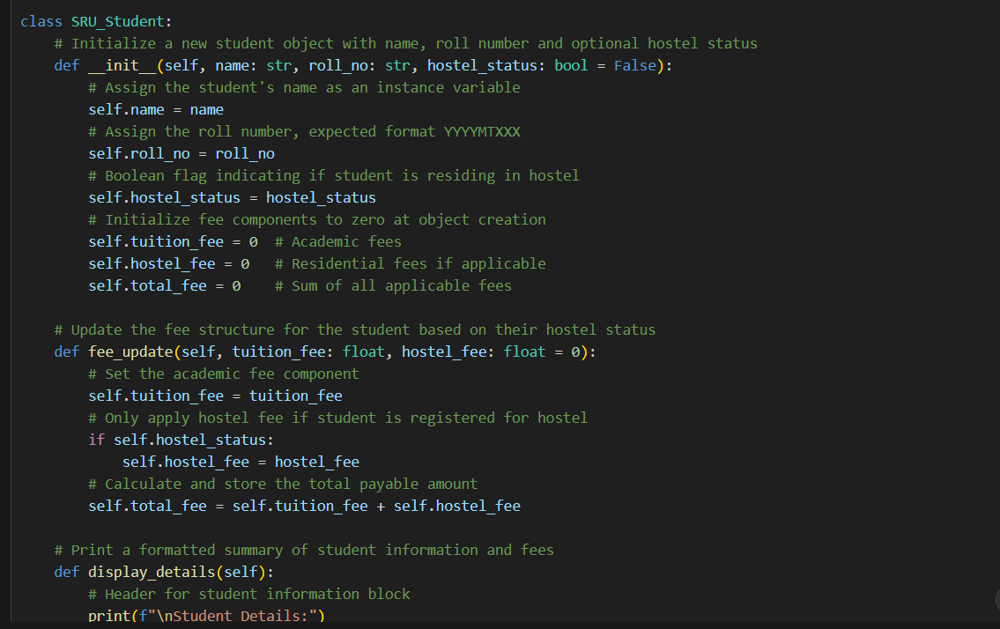 class SRU_Student:
    # Initialize a new student object with name, roll number and optional hostel status
    def __init__(self, name: str, roll_no: str, hostel_status: bool = False):
        # Assign the student's name as an instance variable
        self.name = name
        # Assign the roll number, expected format YYYYMTXXX
        self.roll_no = roll_no
        # Boolean flag indicating if student is residing in hostel
        self.hostel_status = hostel_status
        # Initialize fee components to zero at object creation
        self.tuition_fee = 0  # Academic fees
        self.hostel_fee = 0   # Residential fees if applicable
        self.total_fee = 0    # Sum of all applicable fees

    # Update the fee structure for the student based on their hostel status
    def fee_update(self, tuition_fee: float, hostel_fee: float = 0):
        # Set the academic fee component
        self.tuition_fee = tuition_fee
        # Only apply hostel fee if student is registered for hostel
        if self.hostel_status:
            self.hostel_fee = hostel_fee
        # Calculate and store the total payable amount
        self.total_fee = self.tuition_fee + self.hostel_fee

    # Print a formatted summary of student information and fees
    def display_details(self):
        # Header for student information block
        print(f"\nStudent Details:")